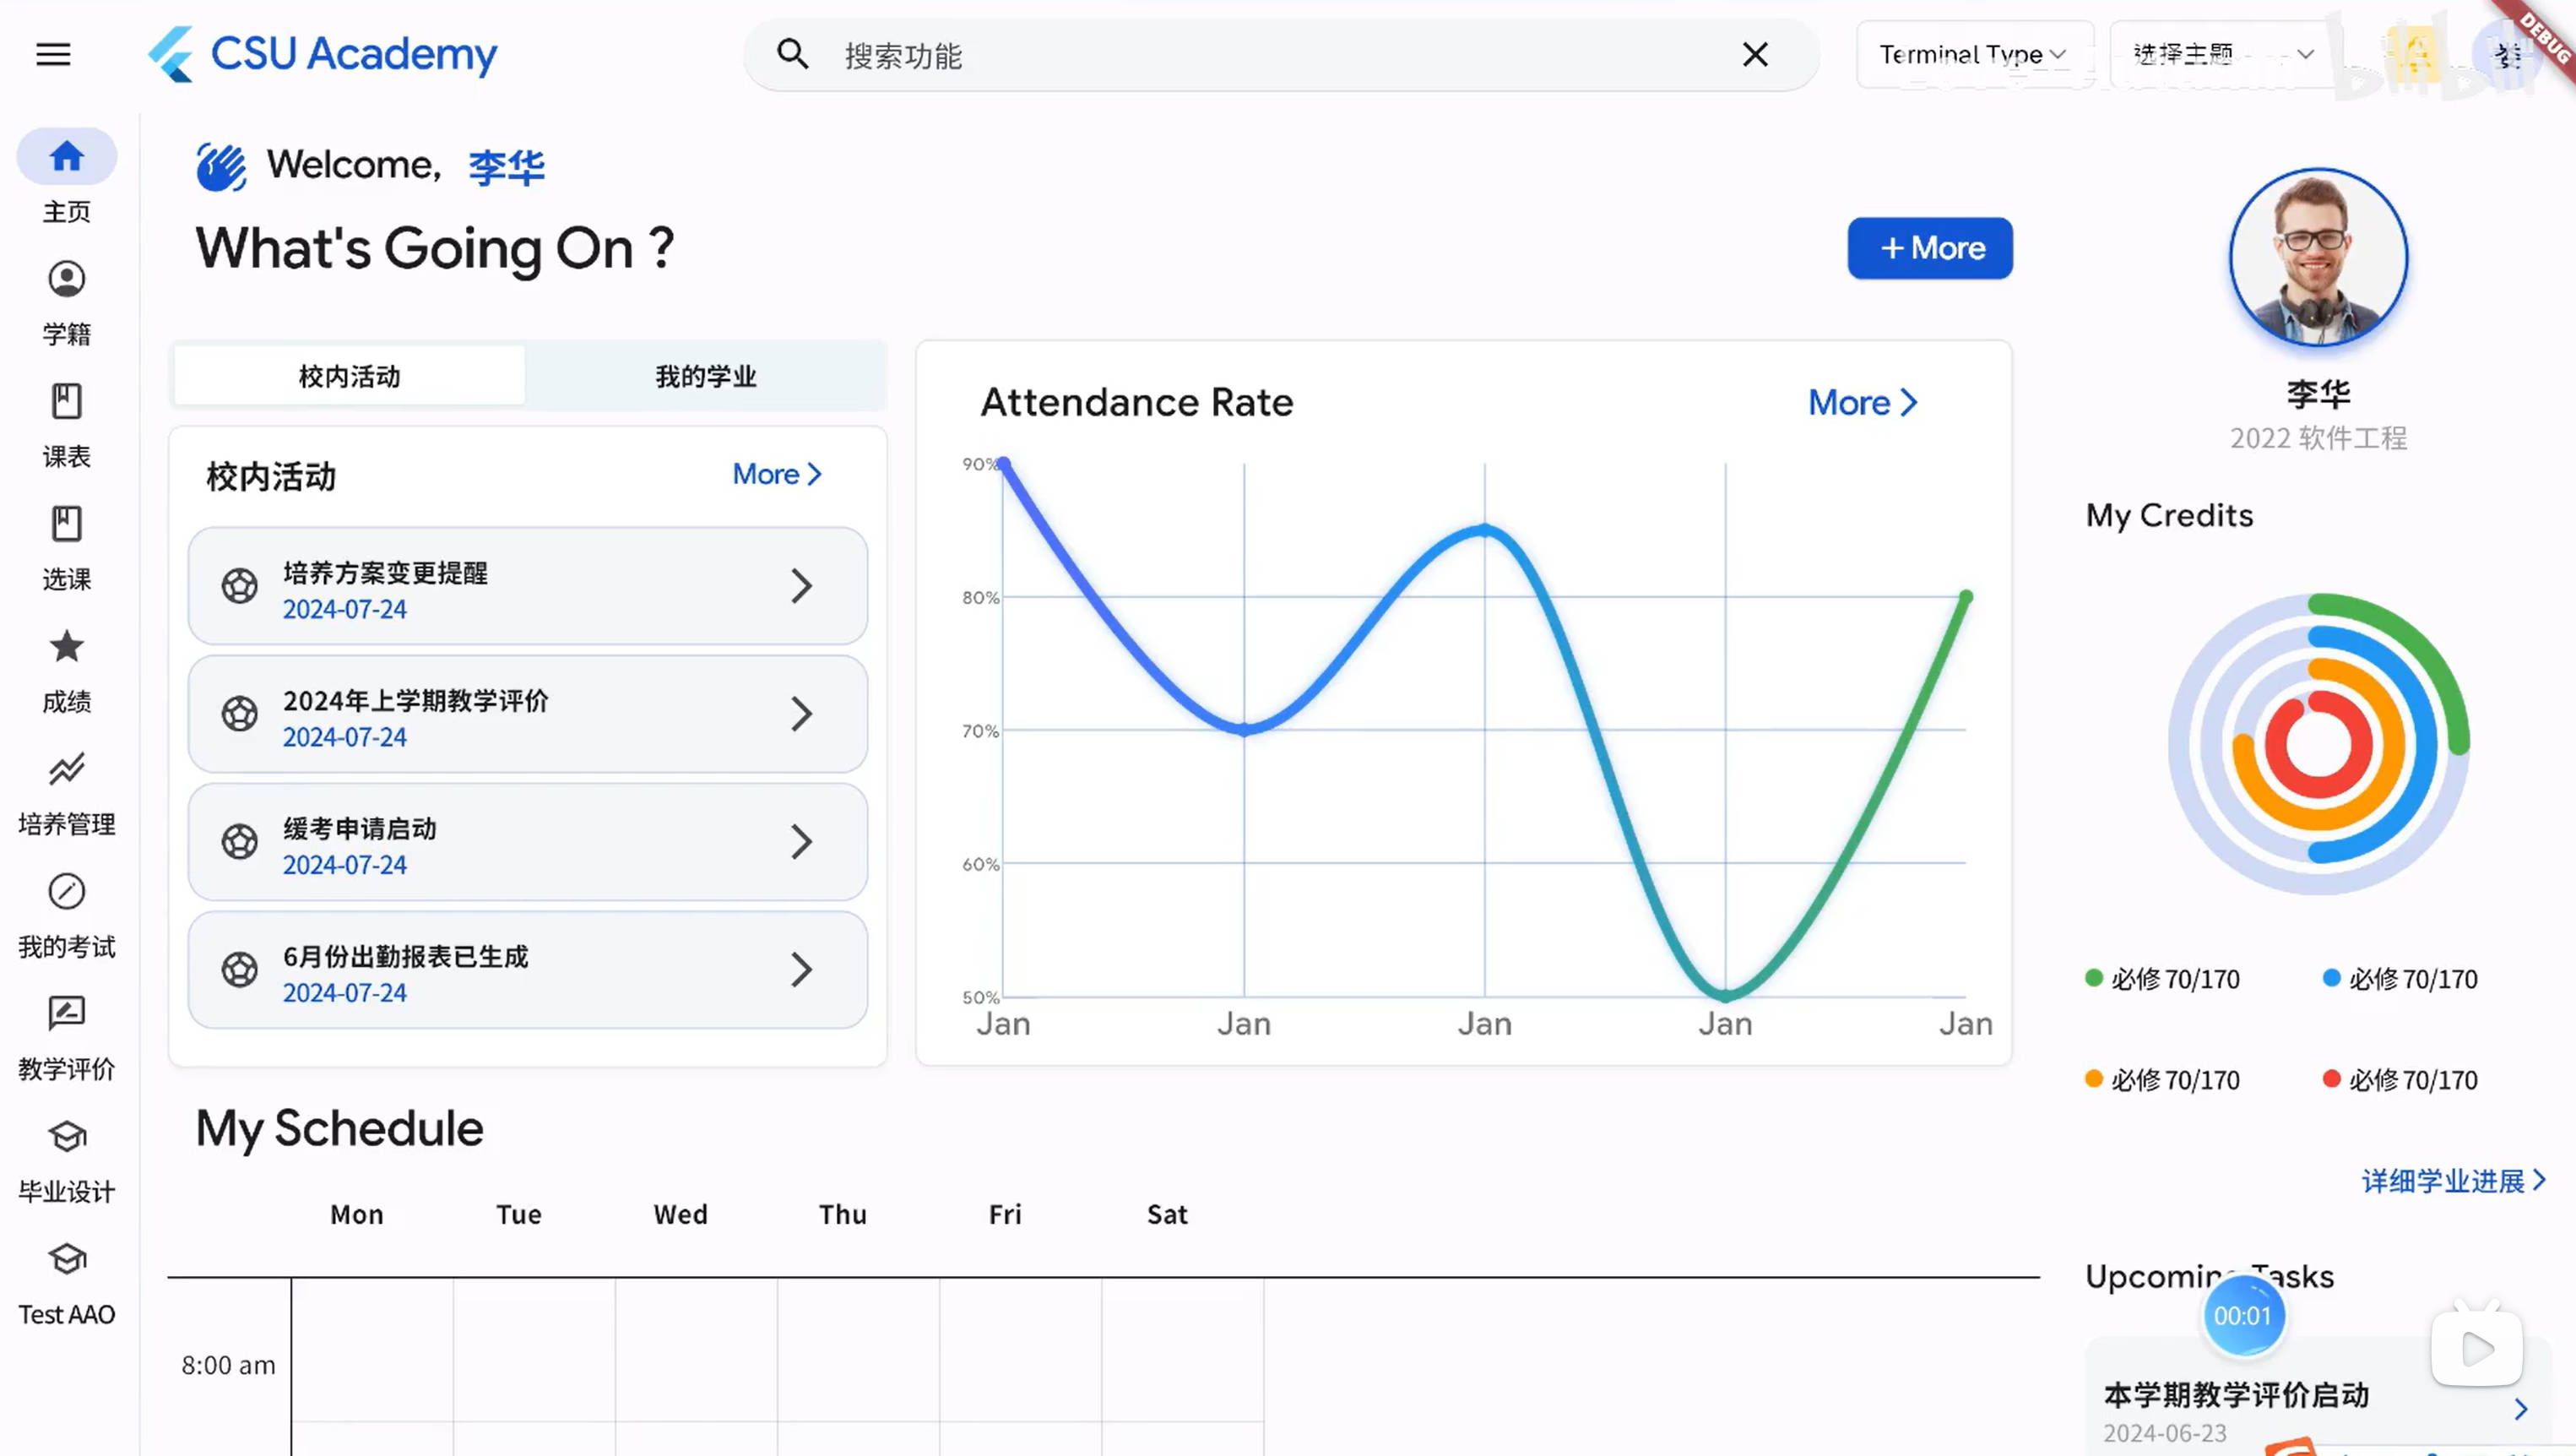 CSU Academy
搜索功能
Terminal Type
选择主题
DEBUG
主页
学籍
课表
选课
成绩
培养管理
我的考试
教学评价
毕业设计
Test AAO
Welcome, 李华
What's Going On ?
+ More
校内活动
我的学业
校内活动
More
培养方案变更提醒
2024-07-24
2024年上学期教学评价
2024-07-24
缓考申请启动
2024-07-24
6月份出勤报表已生成
2024-07-24
Attendance Rate
More
90%
80%
70%
60%
50%
Jan Jan Jan Jan Jan
My Schedule
Mon Tue Wed Thu Fri Sat
8:00 am
李华
2022 软件工程
My Credits
必修 70/170
必修 70/170
必修 70/170
必修 70/170
详细学业进展
Upcoming Tasks
00:01
本学期教学评价启动
2024-06-23